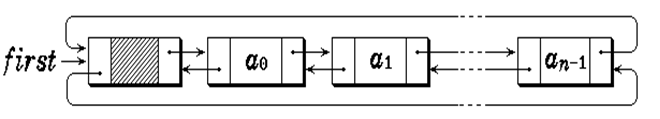 first a₀ a₁ aₙ₋₁